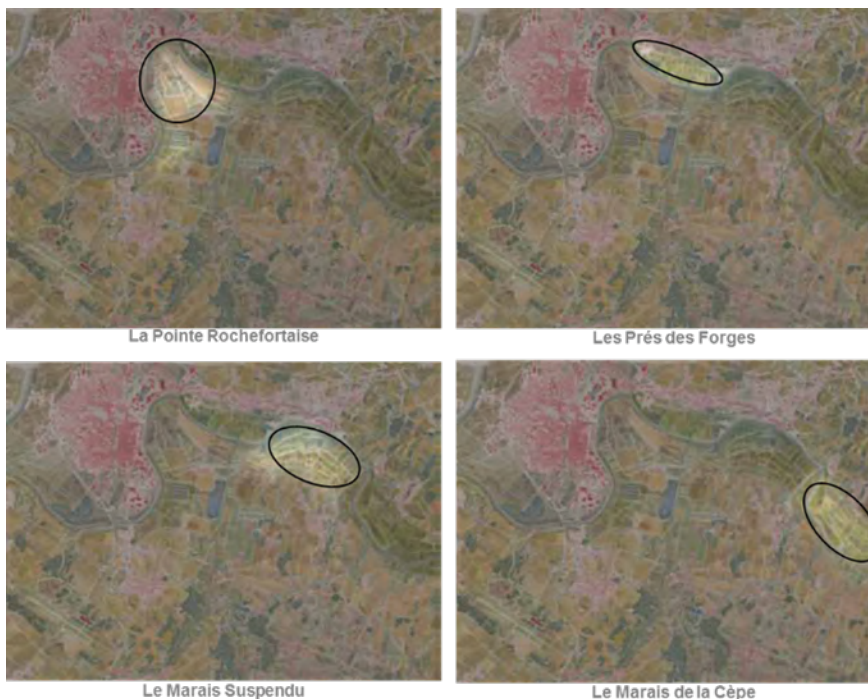 La Pointe Rochefortaise
Les Prés des Forges
Le Marais Suspendu
Le Marais de la Cèpe